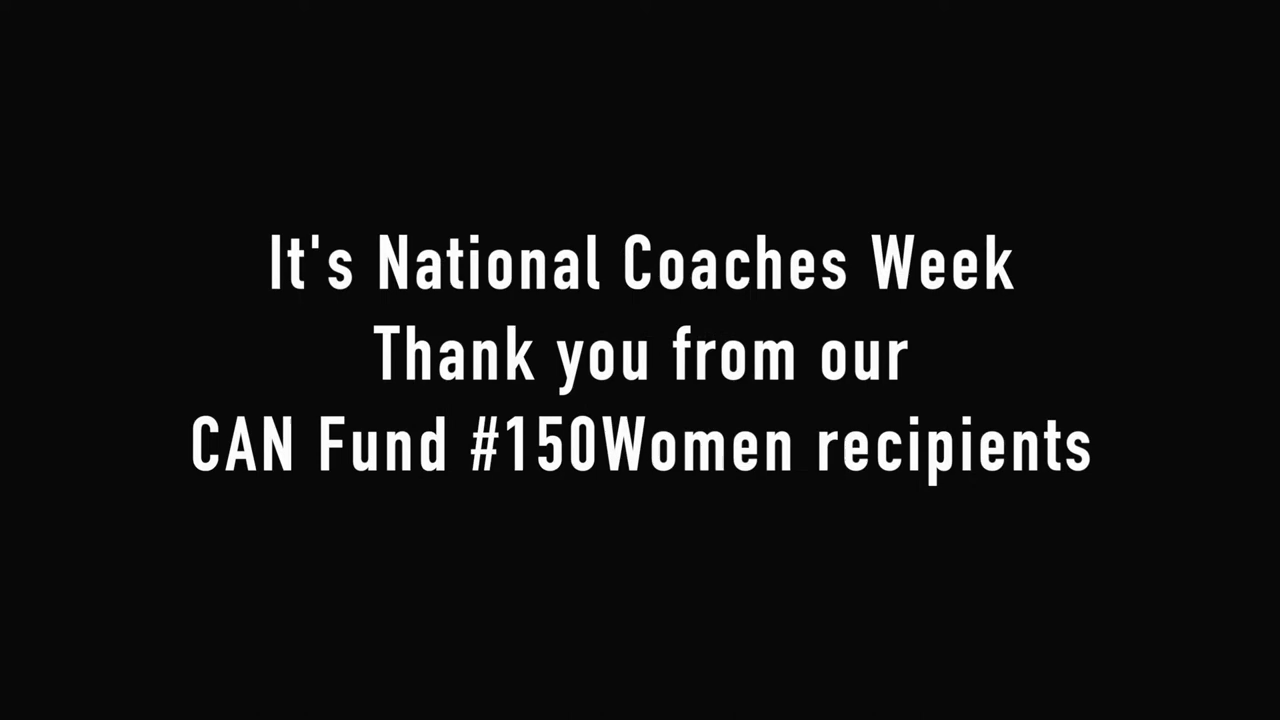 It's National Coaches Week
Thank you from our
CAN Fund #150Women recipients